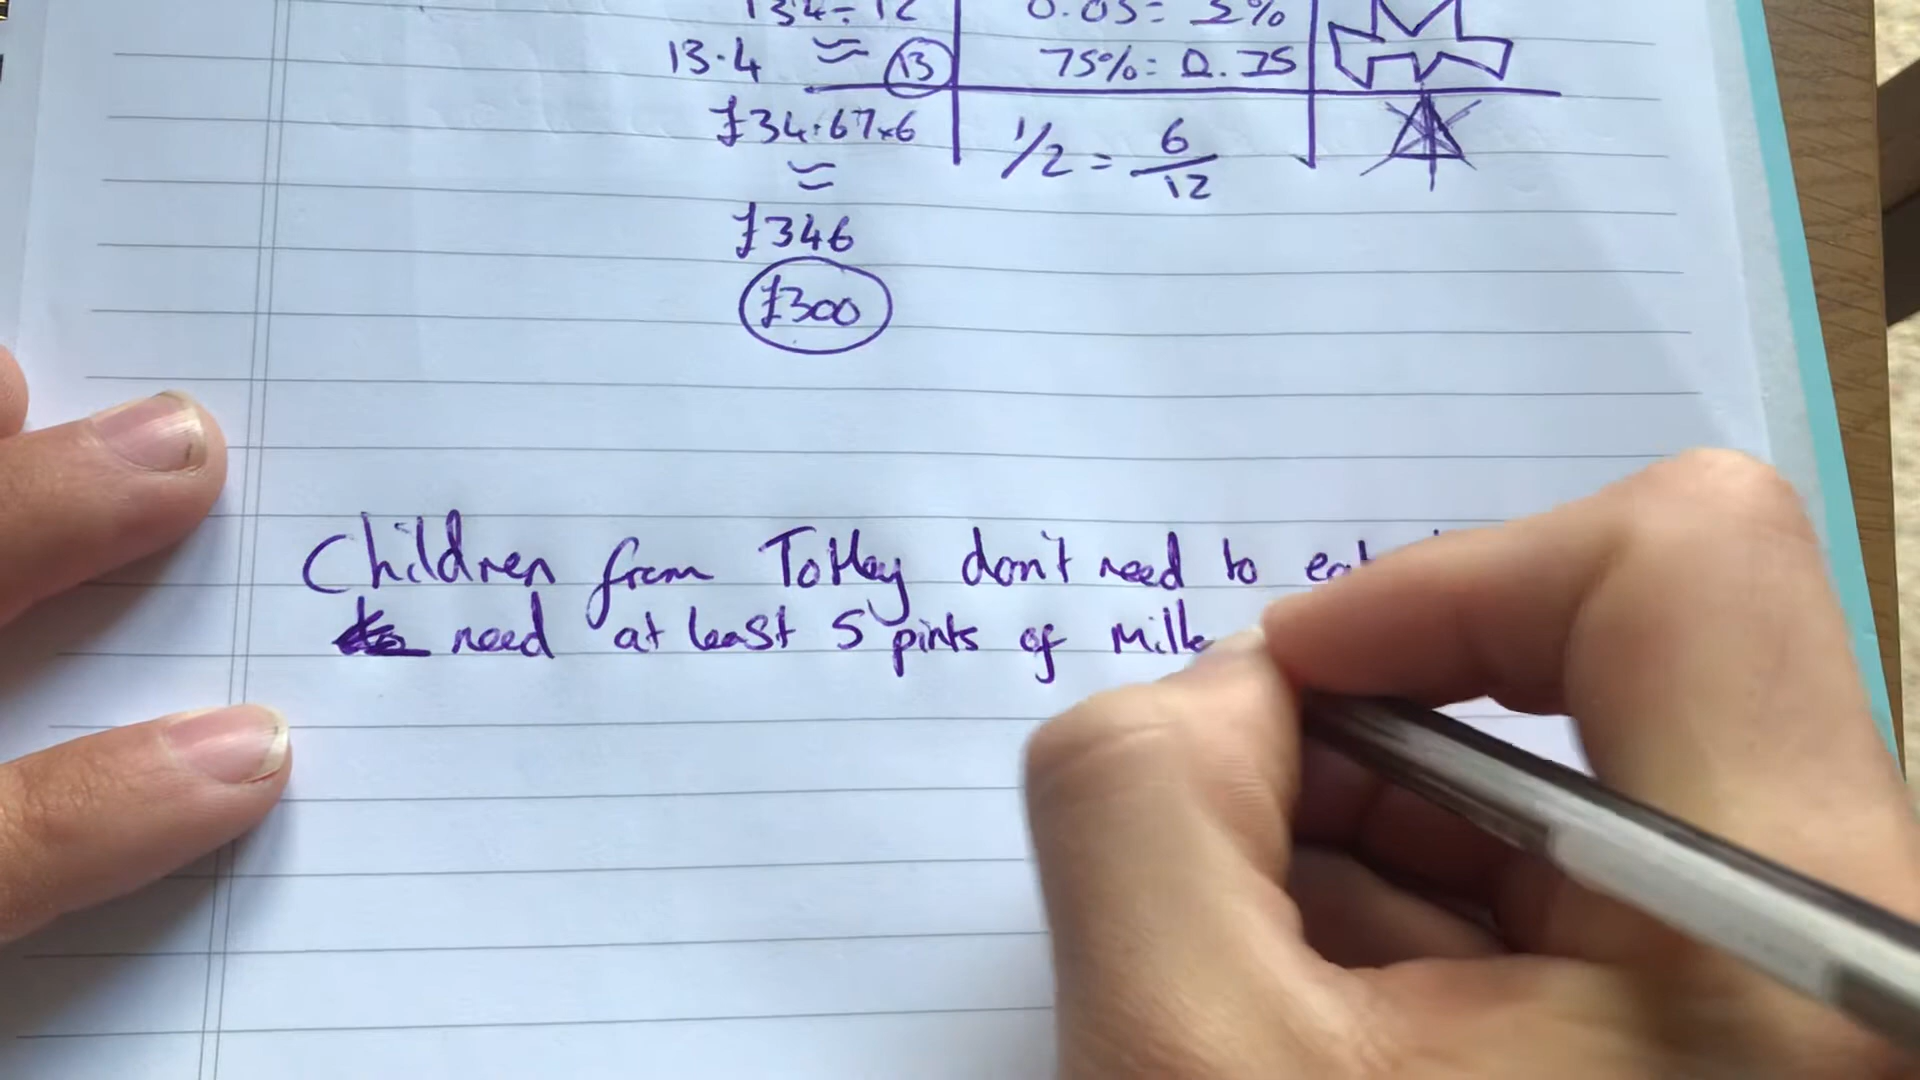 134÷12 0.05= 5%
13.4 ≈ 13 75%= 0.75
£34.67×6 1/2 = 6/12
≈
£346
£300
Children from Totley don't need to eat
need at least 5 pints of Milk